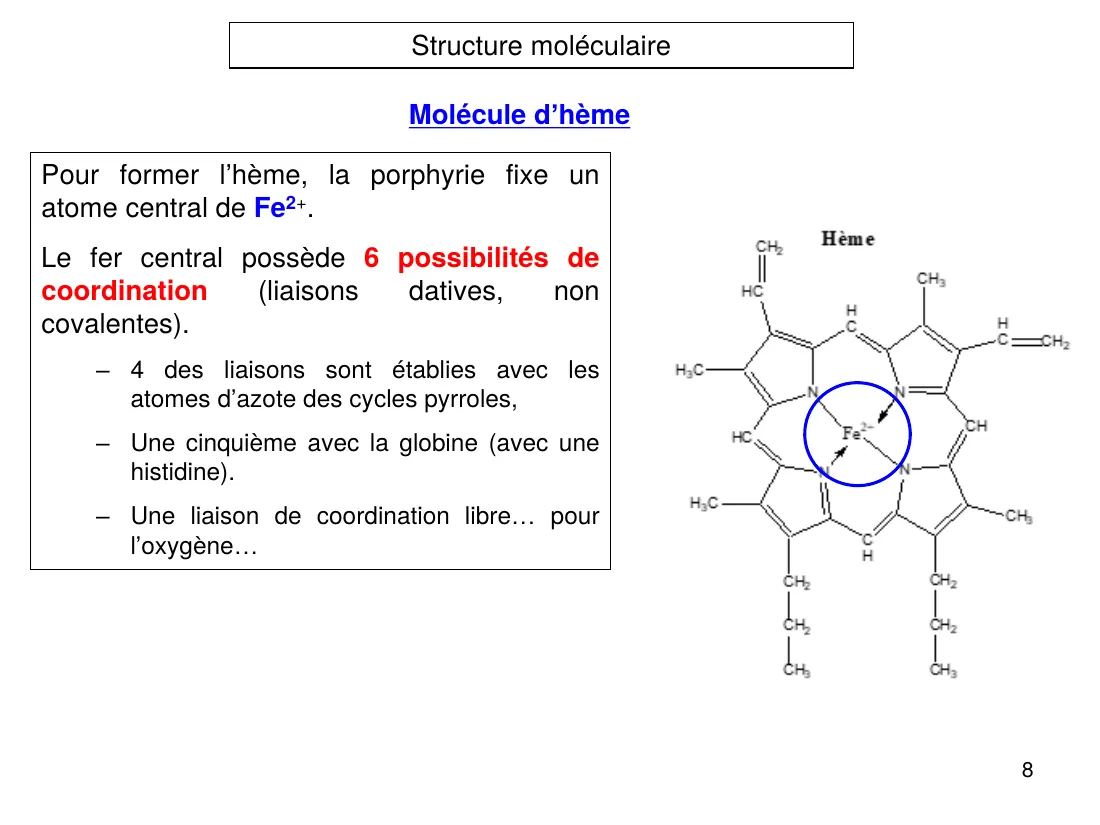 Structure moléculaire
Molécule d’hème
Pour former l’hème, la porphyrie fixe un
atome central de Fe2+.
Le fer central possède 6 possibilités de
coordination (liaisons datives, non
covalentes).
– 4 des liaisons sont établies avec les
atomes d’azote des cycles pyrroles,
– Une cinquième avec la globine (avec une
histidine).
– Une liaison de coordination libre… pour
l’oxygène…
Hème
CH2
HC
CH3
H
C
H
C
CH2
H3C
N
N
Fe2+
HC
CH
N
N
H3C
CH3
C
H
CH2
CH2
CH2
CH2
CH3
CH3
8